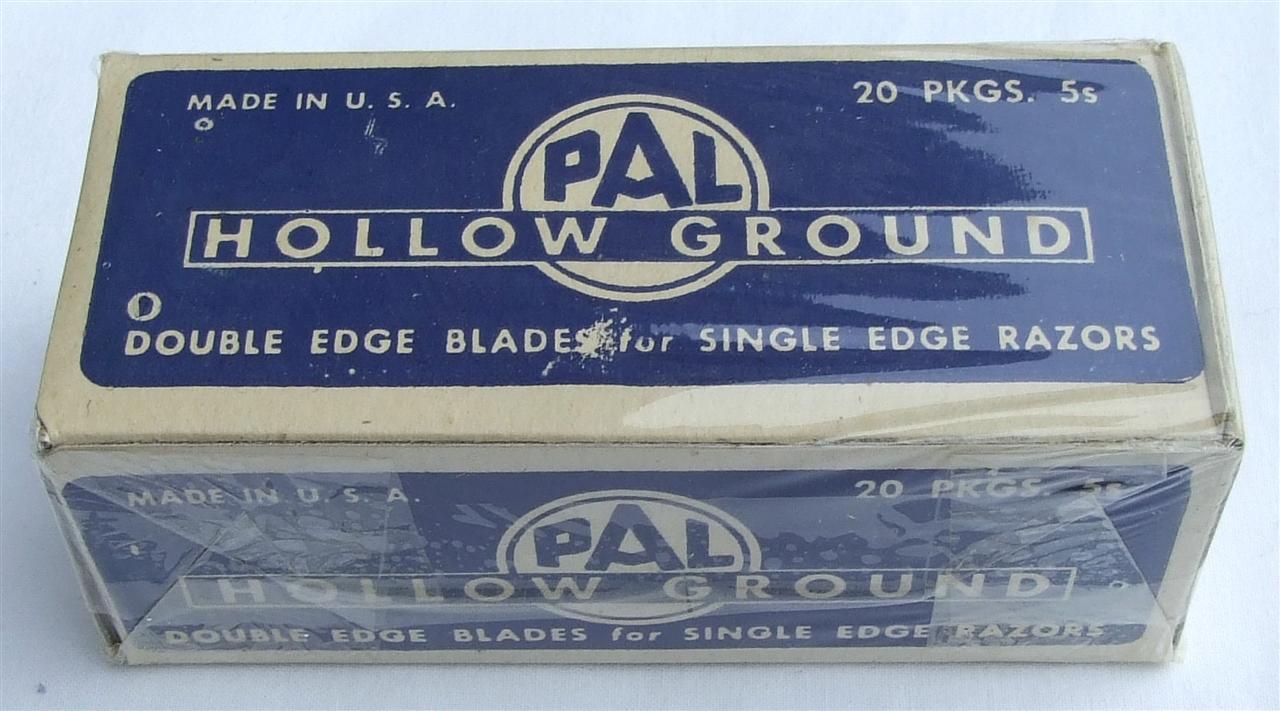 MADE IN U. S. A.
20 PKGS. 5s
PAL
HOLLOW GROUND
DOUBLE EDGE BLADES for SINGLE EDGE RAZORS
MADE IN U. S. A.
20 PKGS. 5s
PAL
HOLLOW GROUND
DOUBLE EDGE BLADES for SINGLE EDGE RAZORS